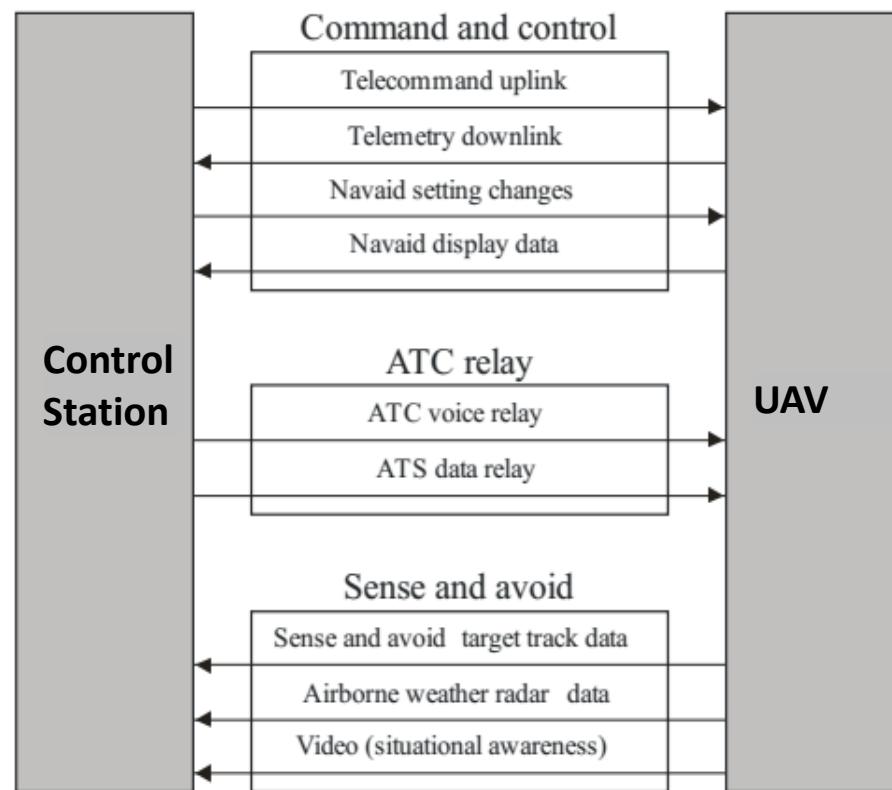 Command and control
Telecommand uplink
Telemetry downlink
Navaid setting changes
Navaid display data
Control
Station
UAV
ATC relay
ATC voice relay
ATS data relay
Sense and avoid
Sense and avoid target track data
Airborne weather radar data
Video (situational awareness)